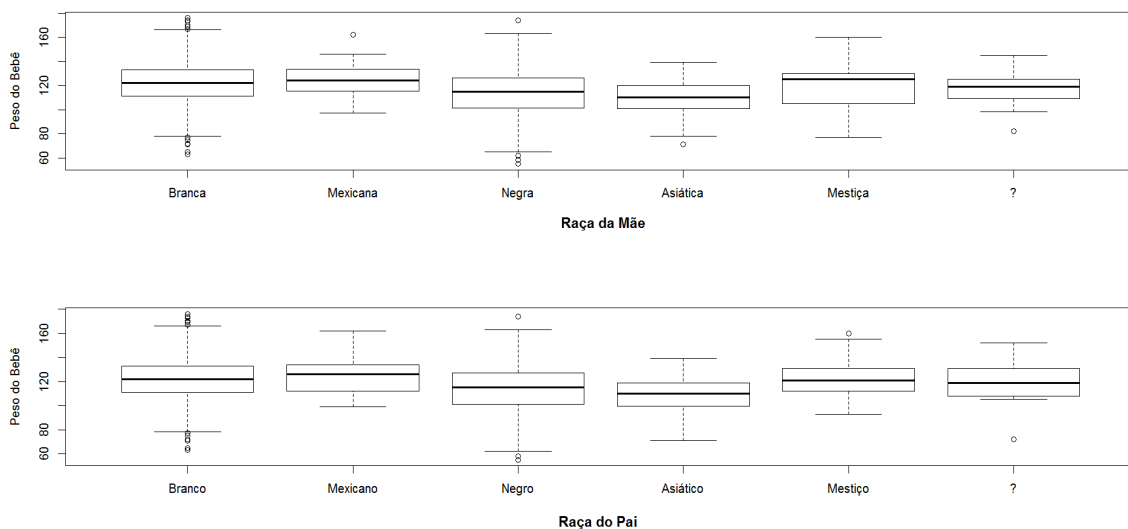 Peso do Bebê
160
120
80
60
Branca Mexicana Negra Asiática Mestiça ?
Raça da Mãe
Peso do Bebê
160
120
80
60
Branco Mexicano Negro Asiático Mestiço ?
Raça do Pai